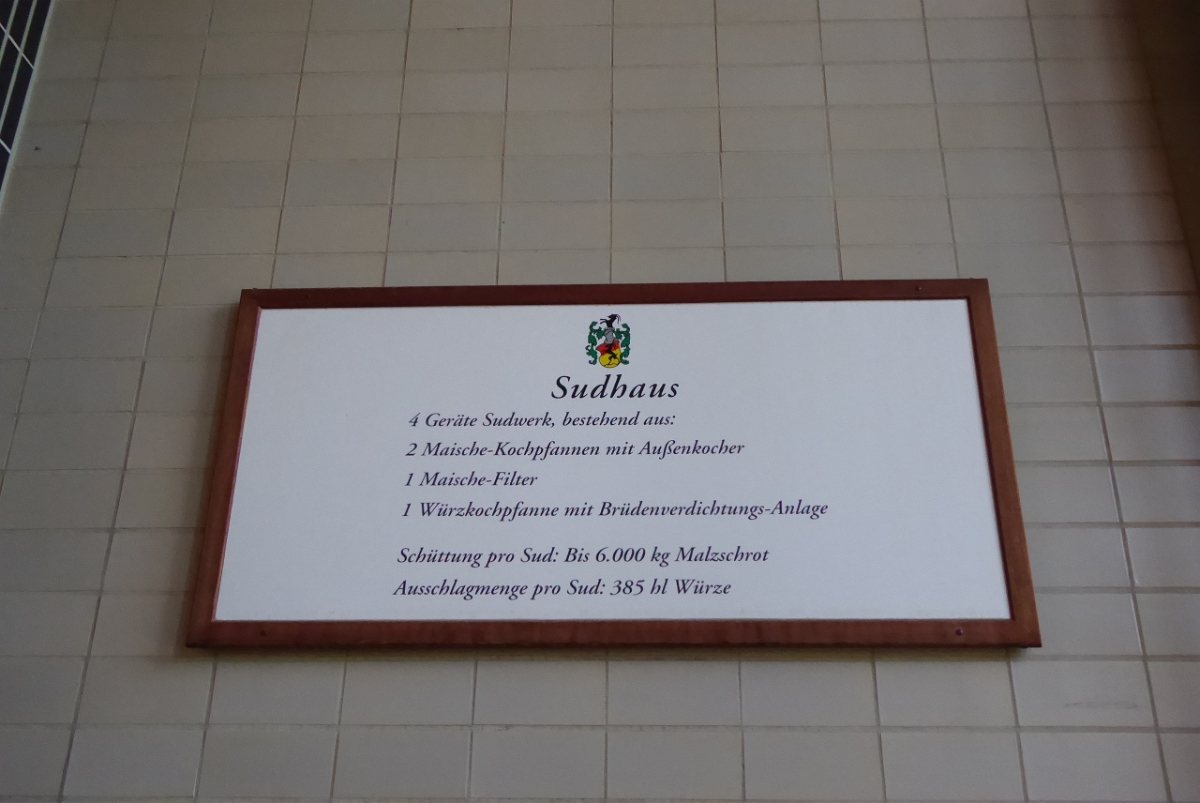 Sudhaus
4 Geräte Sudwerk, bestehend aus:
2 Maische-Kochpfannen mit Außenkocher
1 Maische-Filter
1 Würzkochpfanne mit Brüdenverdichtungs-Anlage
Schüttung pro Sud: Bis 6.000 kg Malzschrot
Ausschlagmenge pro Sud: 385 hl Würze